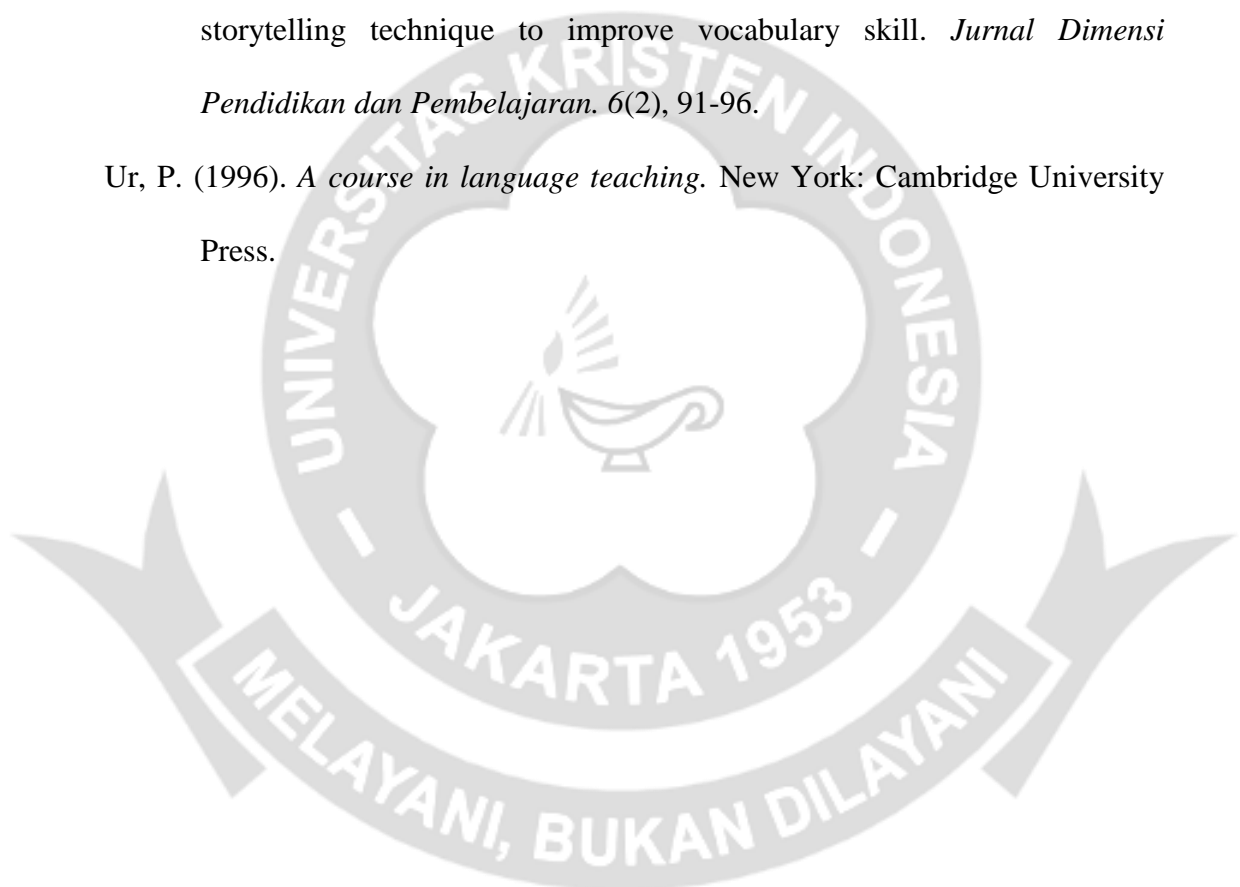 storytelling technique to improve vocabulary skill. Jurnal Dimensi
Pendidikan dan Pembelajaran. 6(2), 91-96.
Ur, P. (1996). A course in language teaching. New York: Cambridge University
Press.
UNIVERSITAS KRISTEN INDONESIA
- JAKARTA 1953 -
MELAYANI, BUKAN DILAYANI